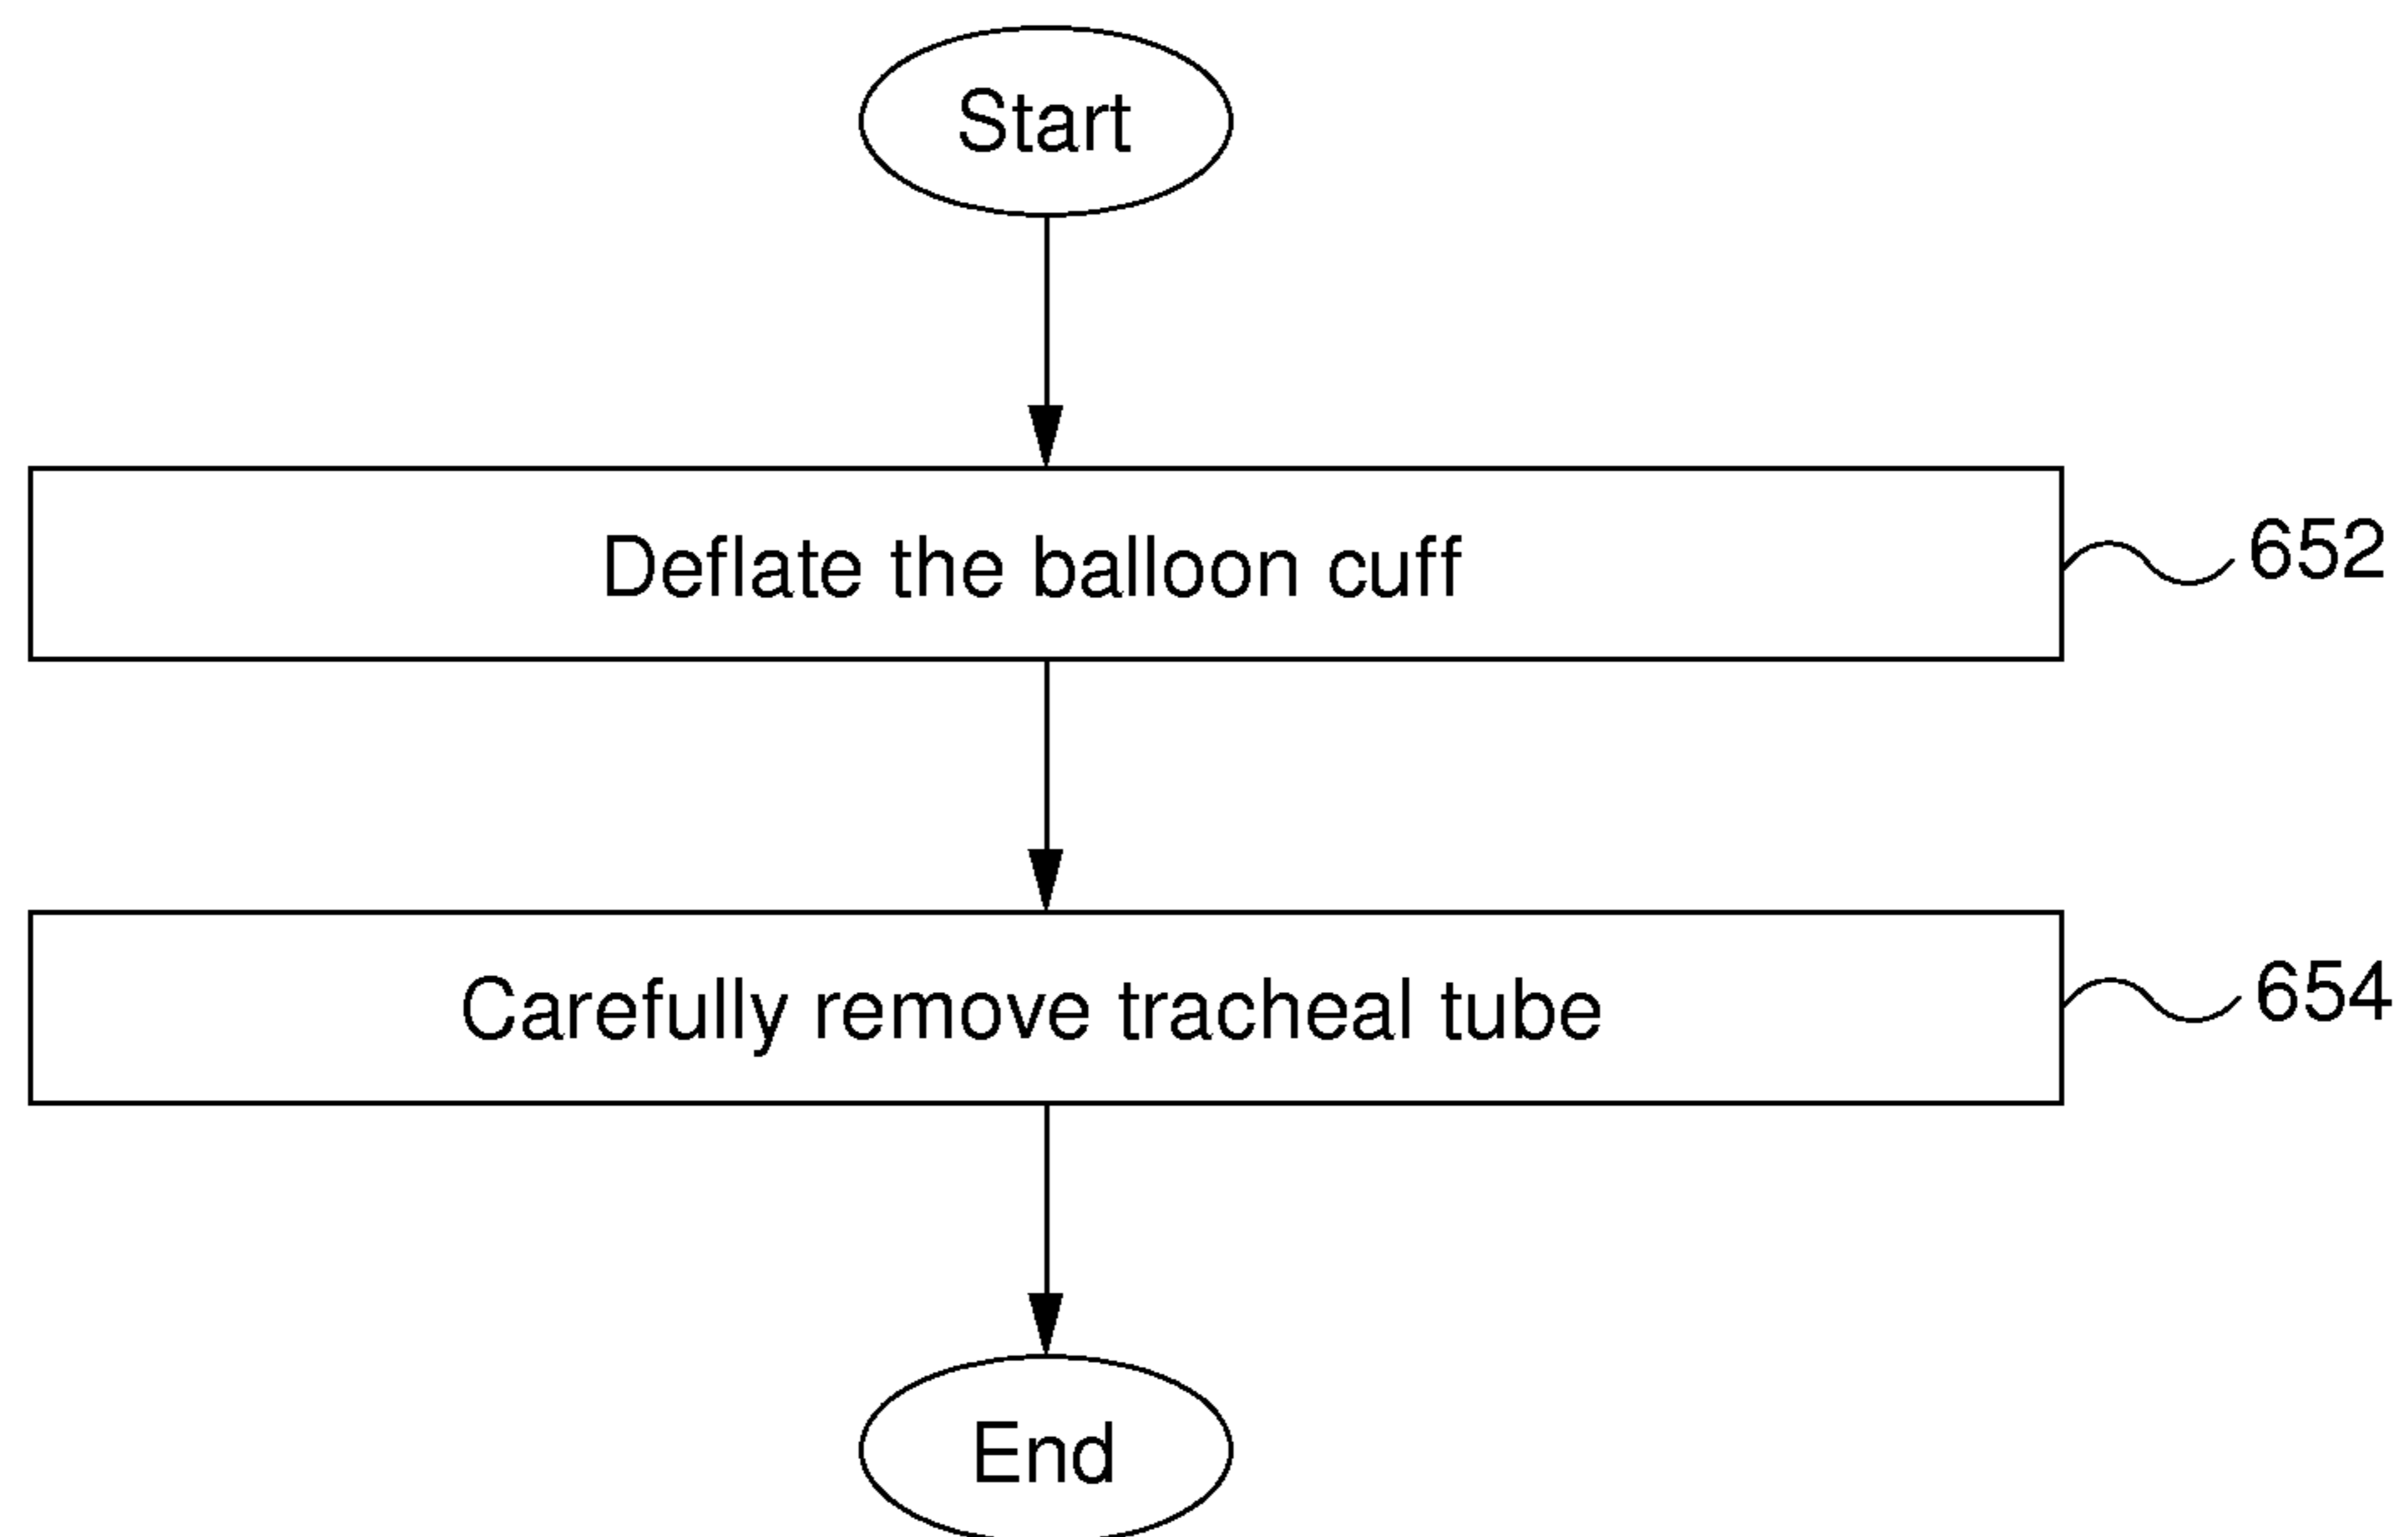 Start
Deflate the balloon cuff
652
Carefully remove tracheal tube
654
End